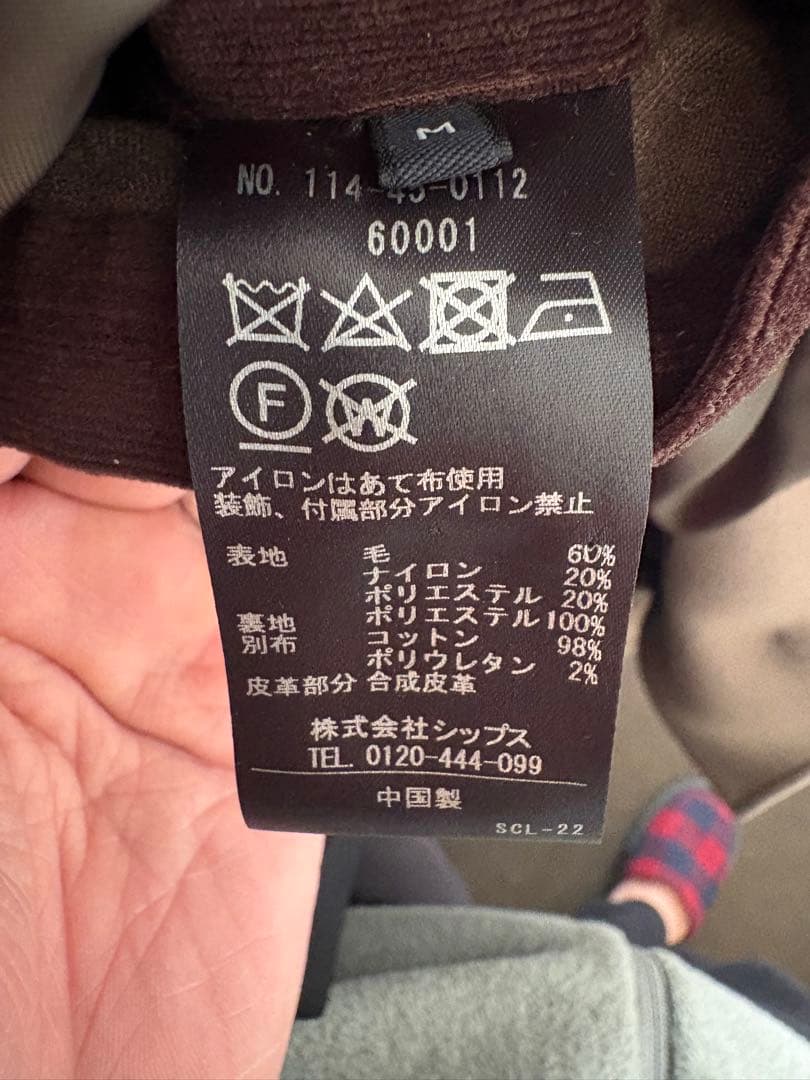 M
NO. 114-45-0112
60001
F
W
アイロンはあて布使用
装飾、付属部分アイロン禁止
表地 毛 60%
ナイロン 20%
ポリエステル 20%
裏地 ポリエステル 100%
別布 コットン 98%
ポリウレタン 2%
皮革部分 合成皮革
株式会社シップス
TEL. 0120-444-099
中国製
SCL-22